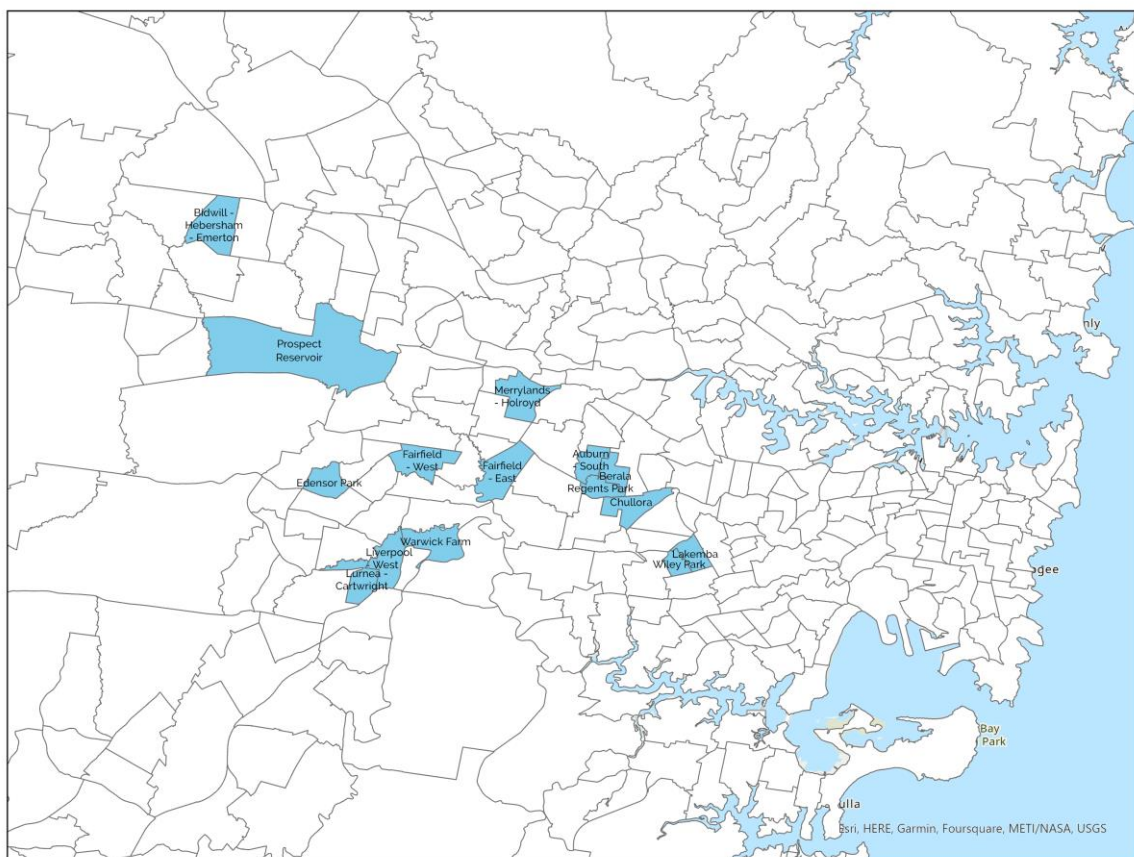 Bidwill -
Hebersham
- Emerton
Prospect
Reservoir
Merrylands
- Holroyd
Fairfield
- West
Fairfield
- East
Edensor Park
Auburn
- South
Berala
Regents Park
Chullora
Warwick Farm
Liverpool
- West
Lurnea -
Cartwright
Lakemba
Wiley Park
nly
gee
Bay
Park
ulla
Esri, HERE, Garmin, Foursquare, METI/NASA, USGS